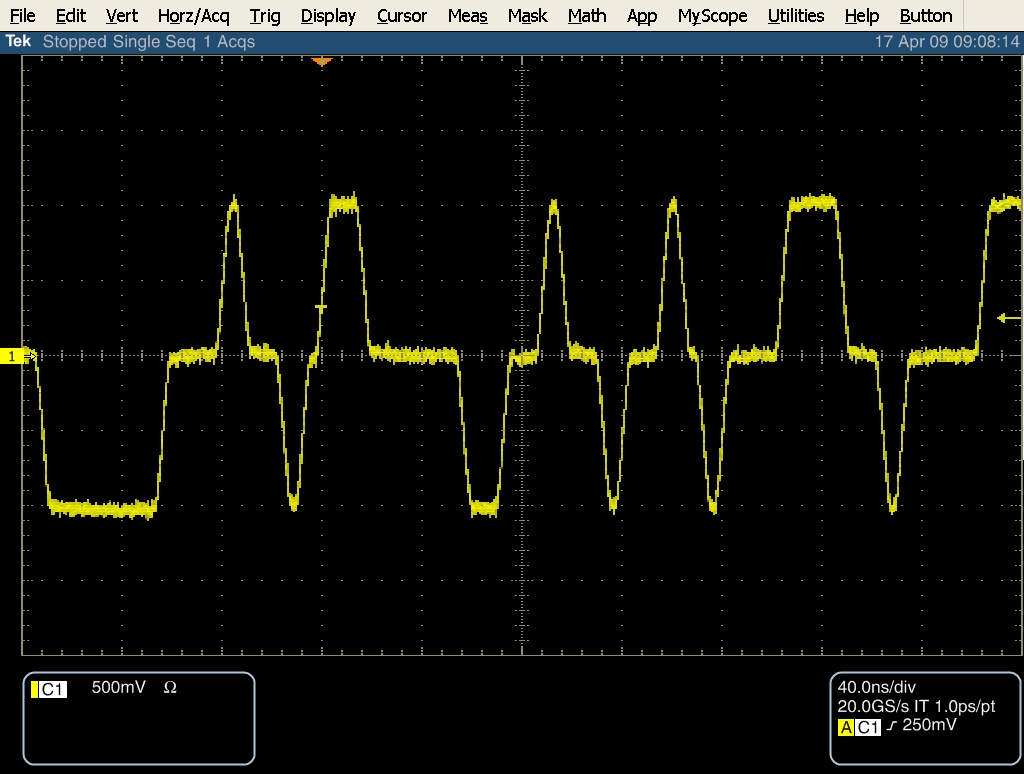 File Edit Vert Horz/Acq Trig Display Cursor Meas Mask Math App MyScope Utilities Help Button
Tek Stopped Single Seq 1 Acqs 17 Apr 09 09:08:14
1
C1 500mV Ω
40.0ns/div
20.0GS/s IT 1.0ps/pt
A C1 250mV